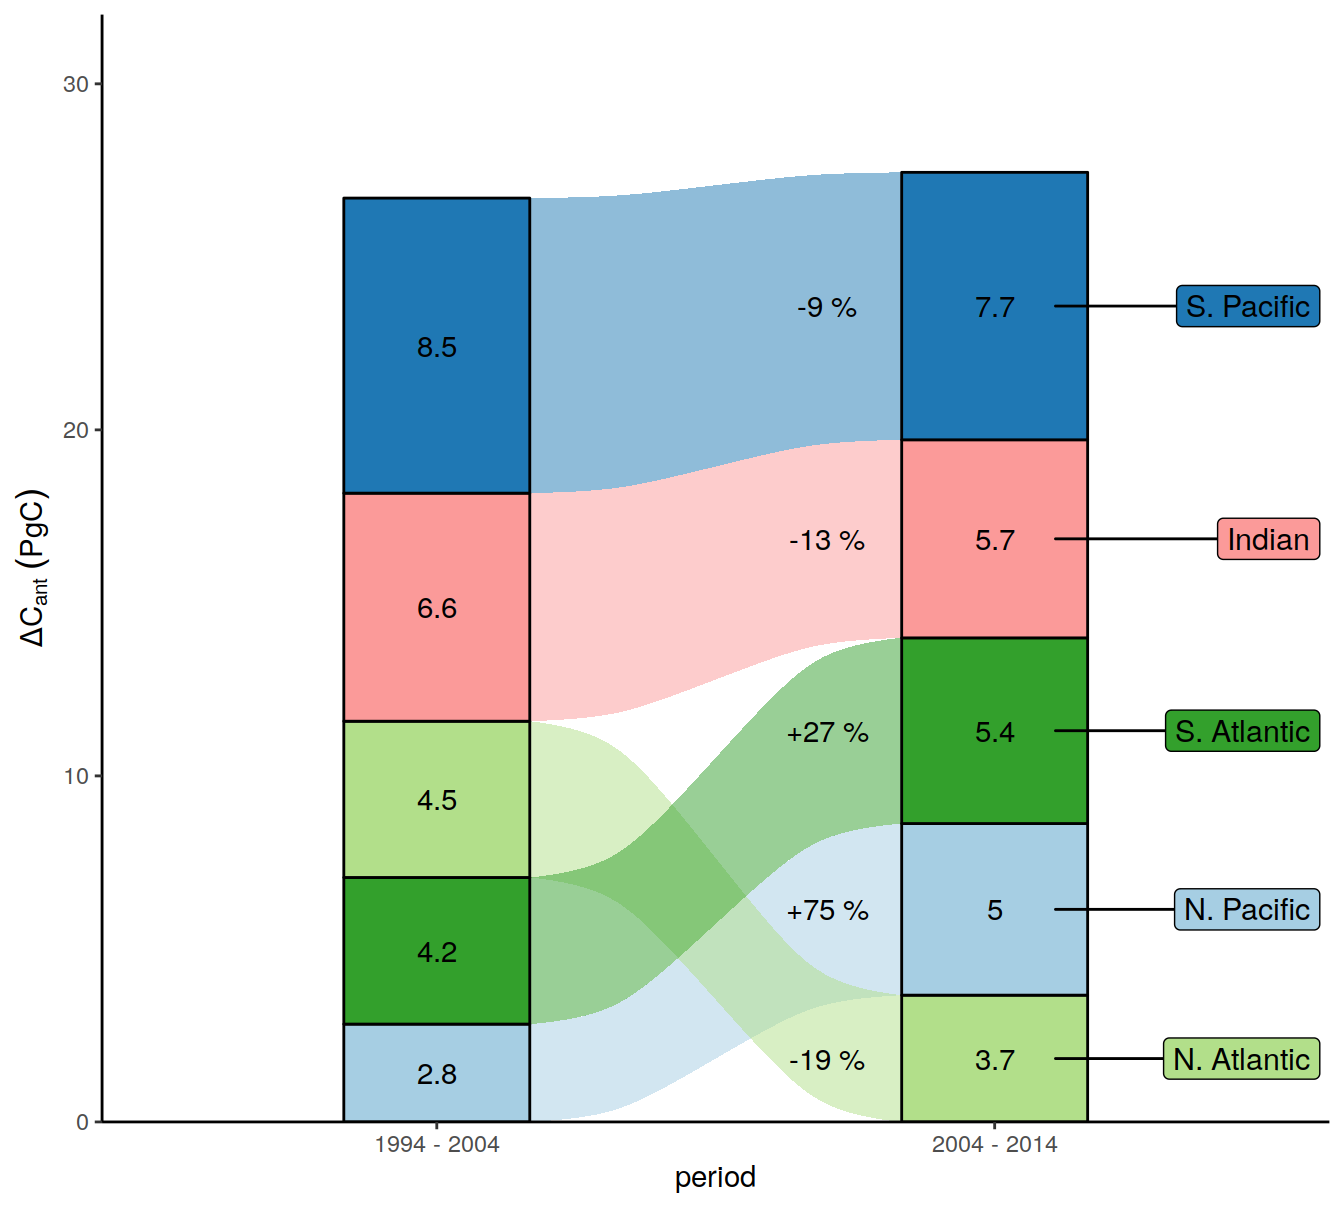 30
20
10
0
ΔCant (PgC)
8.5
6.6
4.5
4.2
2.8
-9 %
-13 %
+27 %
+75 %
-19 %
7.7
5.7
5.4
5
3.7
S. Pacific
Indian
S. Atlantic
N. Pacific
N. Atlantic
1994 - 2004
2004 - 2014
period